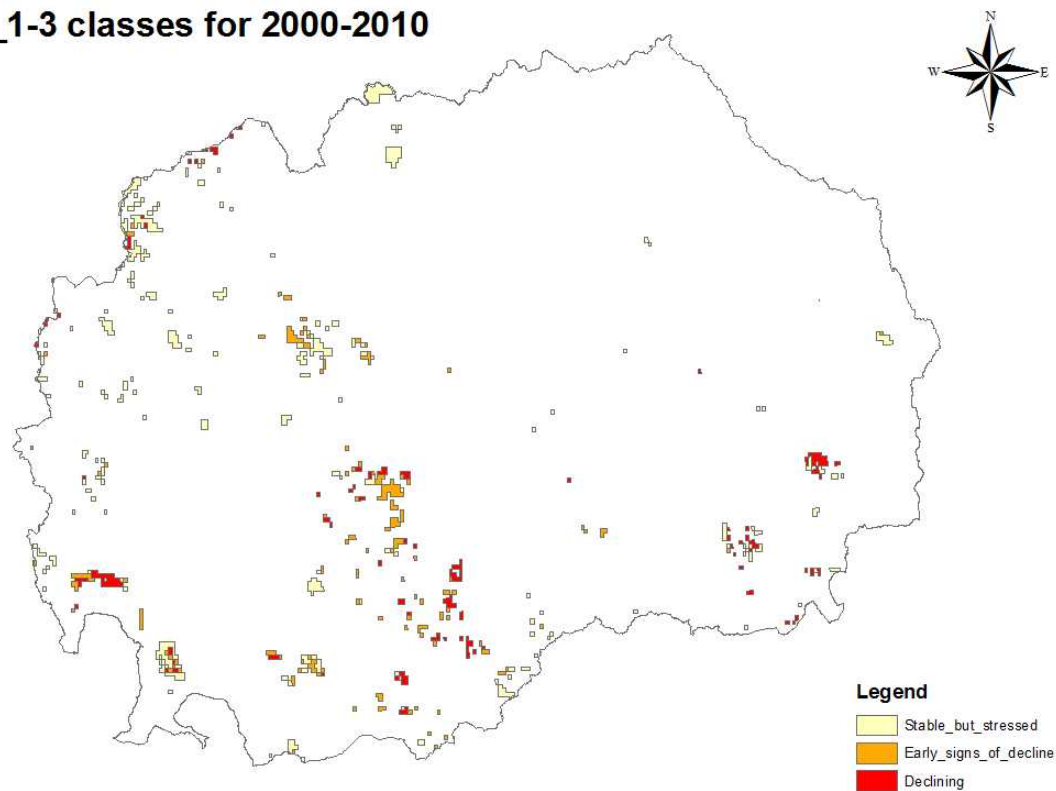 _1-3 classes for 2000-2010
N
W E
S
Legend
Stable_but_stressed
Early_signs_of_decline
Declining